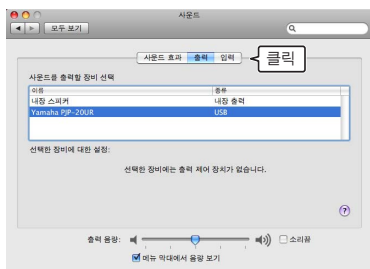 사운드
모두 보기
사운드 효과 출력 입력 클릭
사운드를 출력할 장비 선택
이름 종류
내장 스피커 내장 출력
Yamaha PJP-20UR USB
선택한 장비에 대한 설정:
선택한 장비에는 출력 제어 장치가 없습니다.
?
출력 음량: 소리끔
메뉴 막대에서 음량 보기